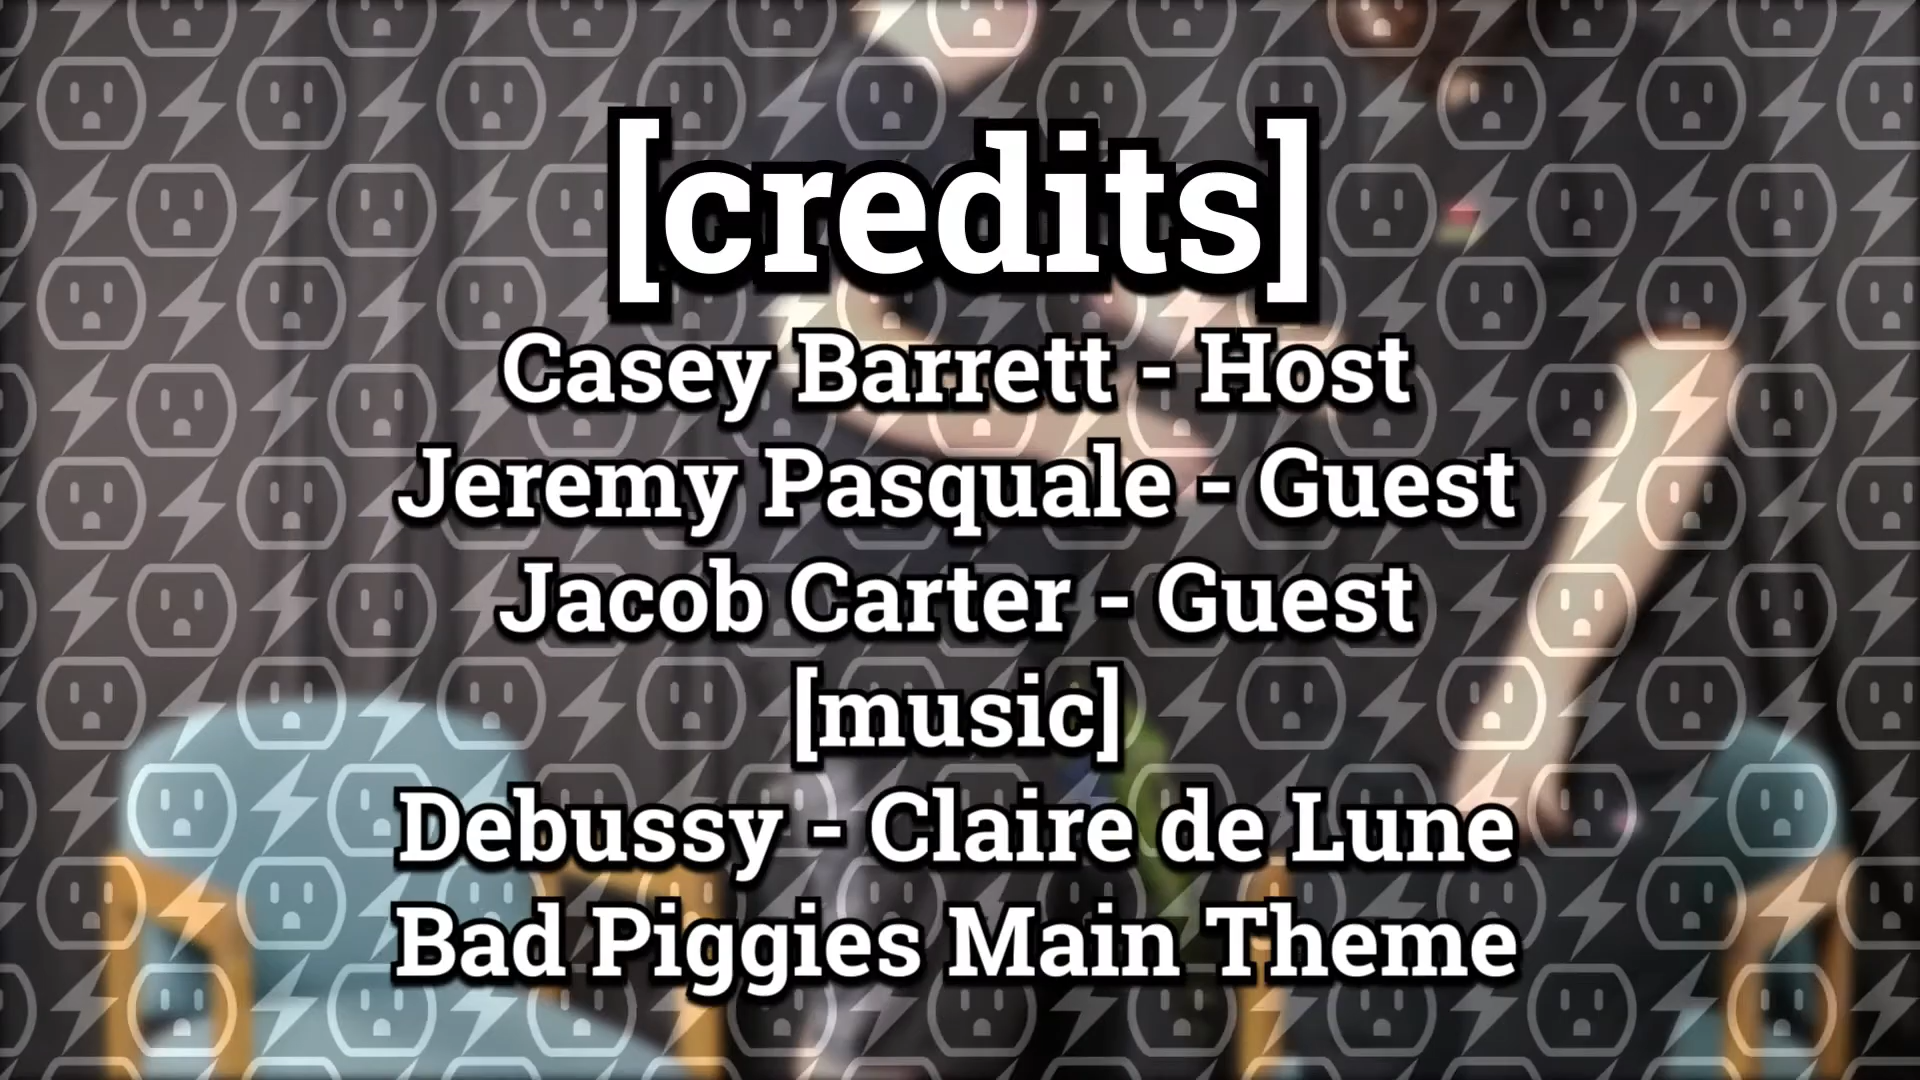 [credits]
Casey Barrett - Host
Jeremy Pasquale - Guest
Jacob Carter - Guest
[music]
Debussy - Claire de Lune
Bad Piggies Main Theme